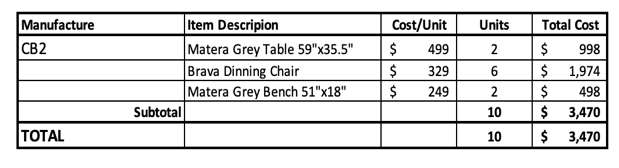 Manufacture Item Descripion Cost/Unit Units Total Cost
CB2 Matera Grey Table 59"x35.5" $ 499 2 $ 998
Brava Dinning Chair $ 329 6 $ 1,974
Matera Grey Bench 51"x18" $ 249 2 $ 498
Subtotal 10 $ 3,470
TOTAL 10 $ 3,470